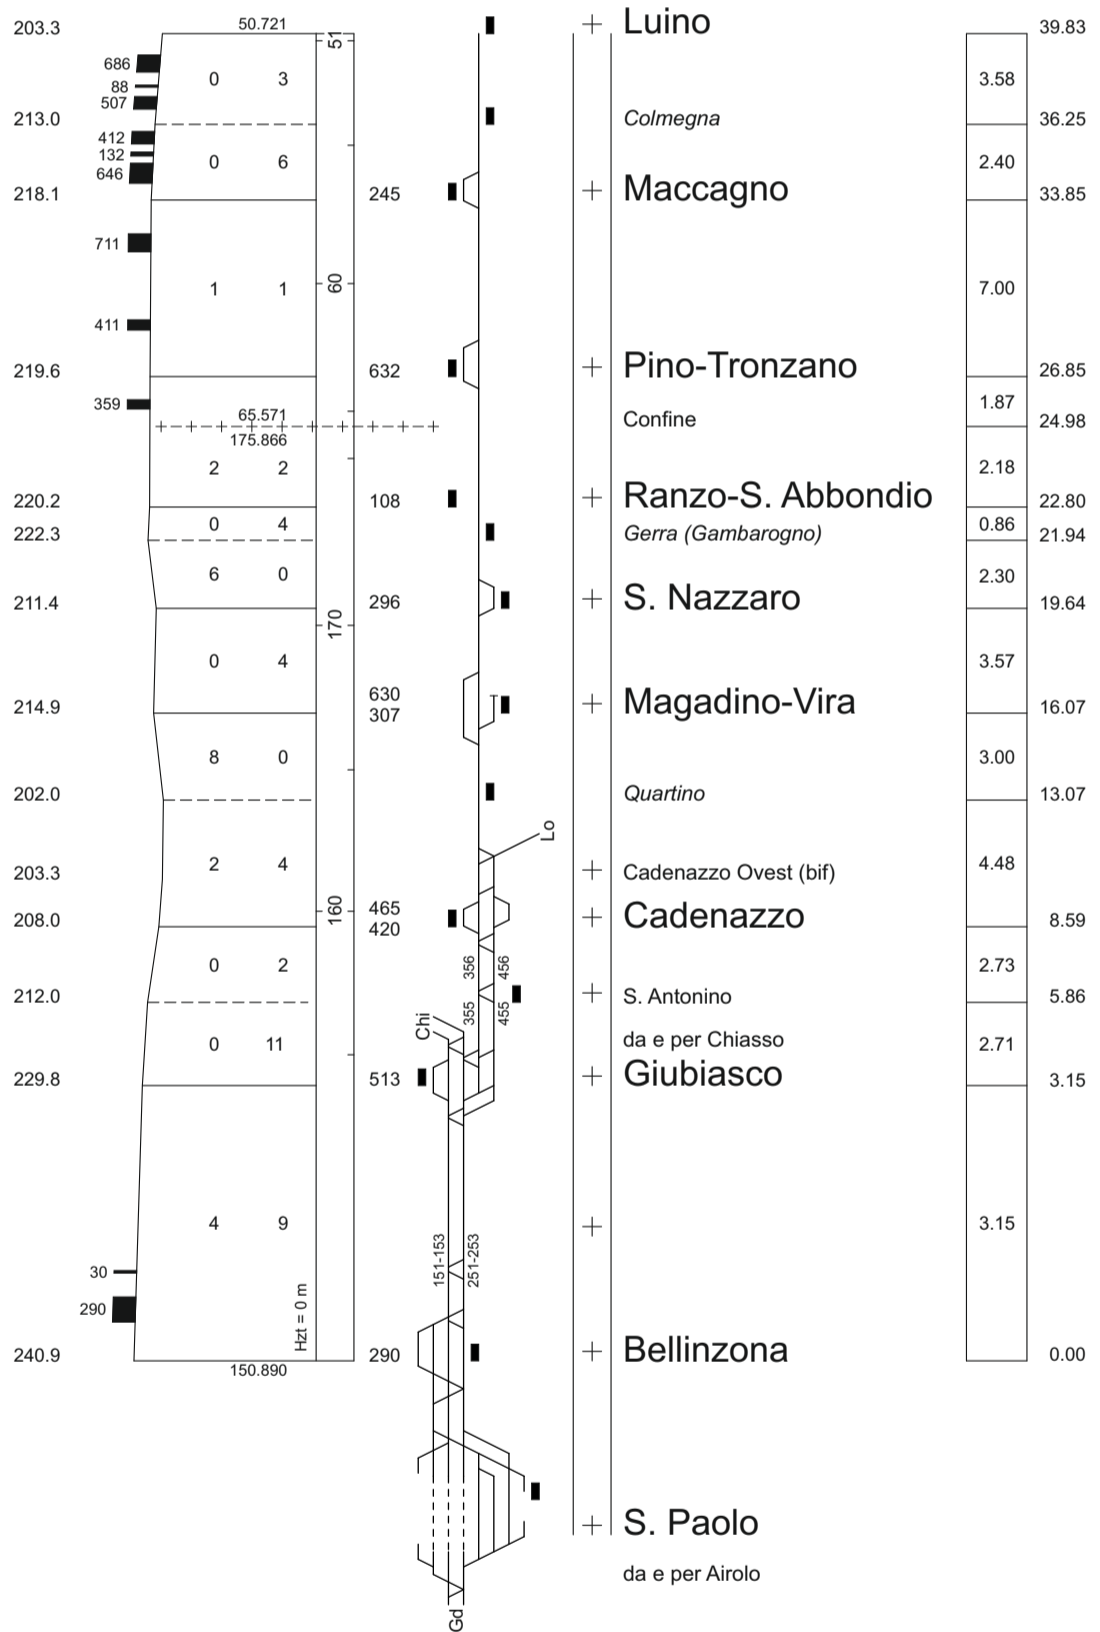 203.3 50.721 51 Luino 39.83
686 0 3 3.58
88
507
213.0 Colmegna 36.25
412 0 6 2.40
132
646
218.1 245 Maccagno 33.85
711
1 1 60 7.00
411
219.6 632 Pino-Tronzano 26.85
359 1.87
65.571 Confine 24.98
175.866
2 2 2.18
220.2 108 Ranzo-S. Abbondio 22.80
0 4 0.86
222.3 Gerra (Gambarogno) 21.94
6 0 2.30
211.4 296 S. Nazzaro 19.64
170
0 4 3.57
630
214.9 307 Magadino-Vira 16.07
8 0 3.00
202.0 Quartino 13.07
Lo
203.3 2 4 Cadenazzo Ovest (bif) 4.48
160 465
208.0 420 Cadenazzo 8.59
0 2 356 456 2.73
212.0 S. Antonino 5.86
355 455
Chi
0 11 da e per Chiasso 2.71
229.8 513 Giubiasco 3.15
4 9 3.15
151-153 251-253
30
290
Hzt = 0 m
240.9 290 Bellinzona 0.00
150.890
S. Paolo
da e per Airolo
Gd